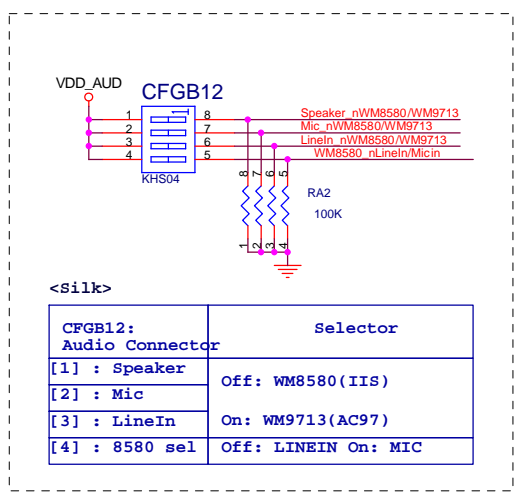 VDD_AUD
CFGB12
1
1 8 Speaker_nWM8580/WM9713
2 7 Mic_nWM8580/WM9713
3 6 LineIn_nWM8580/WM9713
4 5 WM8580_nLineIn/Micin
KHS04
8 7 6 5
RA2
100K
1 2 3 4
<Silk>
CFGB12:
Audio Connector
Selector
[1] : Speaker
[2] : Mic
Off: WM8580(IIS)
[3] : LineIn
On: WM9713(AC97)
[4] : 8580 sel
Off: LINEIN On: MIC